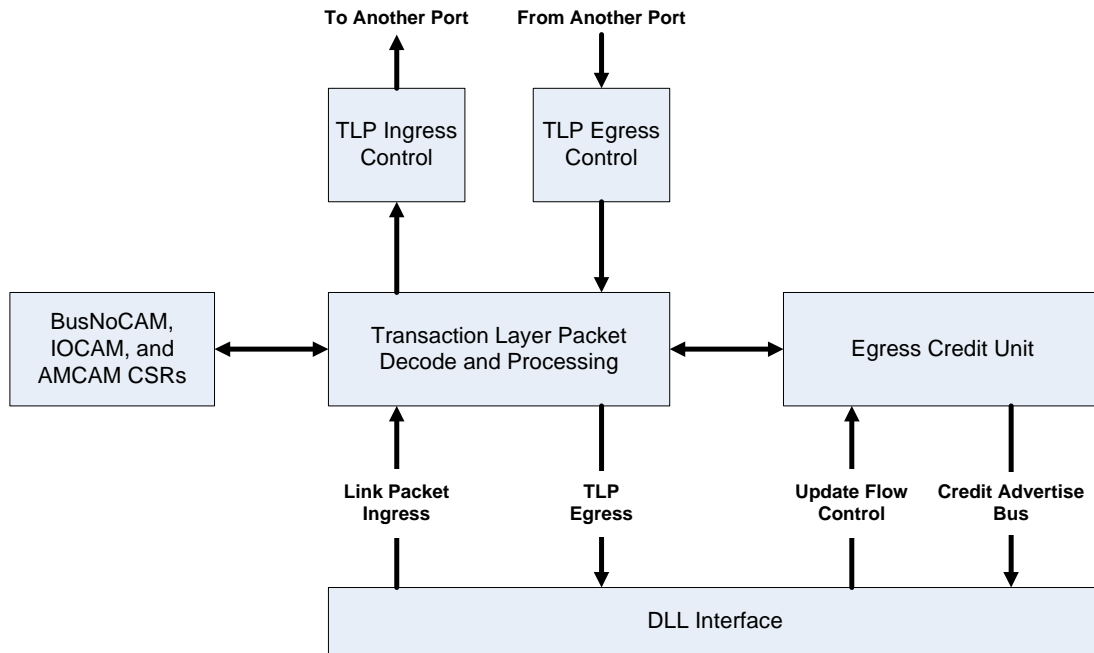 To Another Port
From Another Port
TLP Ingress
Control
TLP Egress
Control
BusNoCAM,
IOCAM, and
AMCAM CSRs
Transaction Layer Packet
Decode and Processing
Egress Credit Unit
Link Packet
Ingress
TLP
Egress
Update Flow
Control
Credit Advertise
Bus
DLL Interface